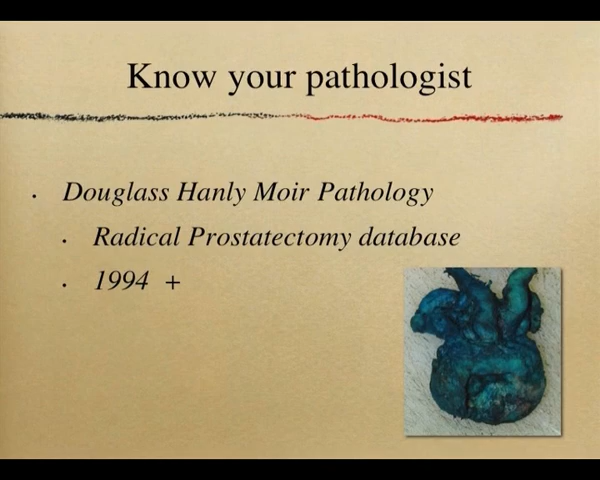 Know your pathologist
Douglass Hanly Moir Pathology
Radical Prostatectomy database
1994 +